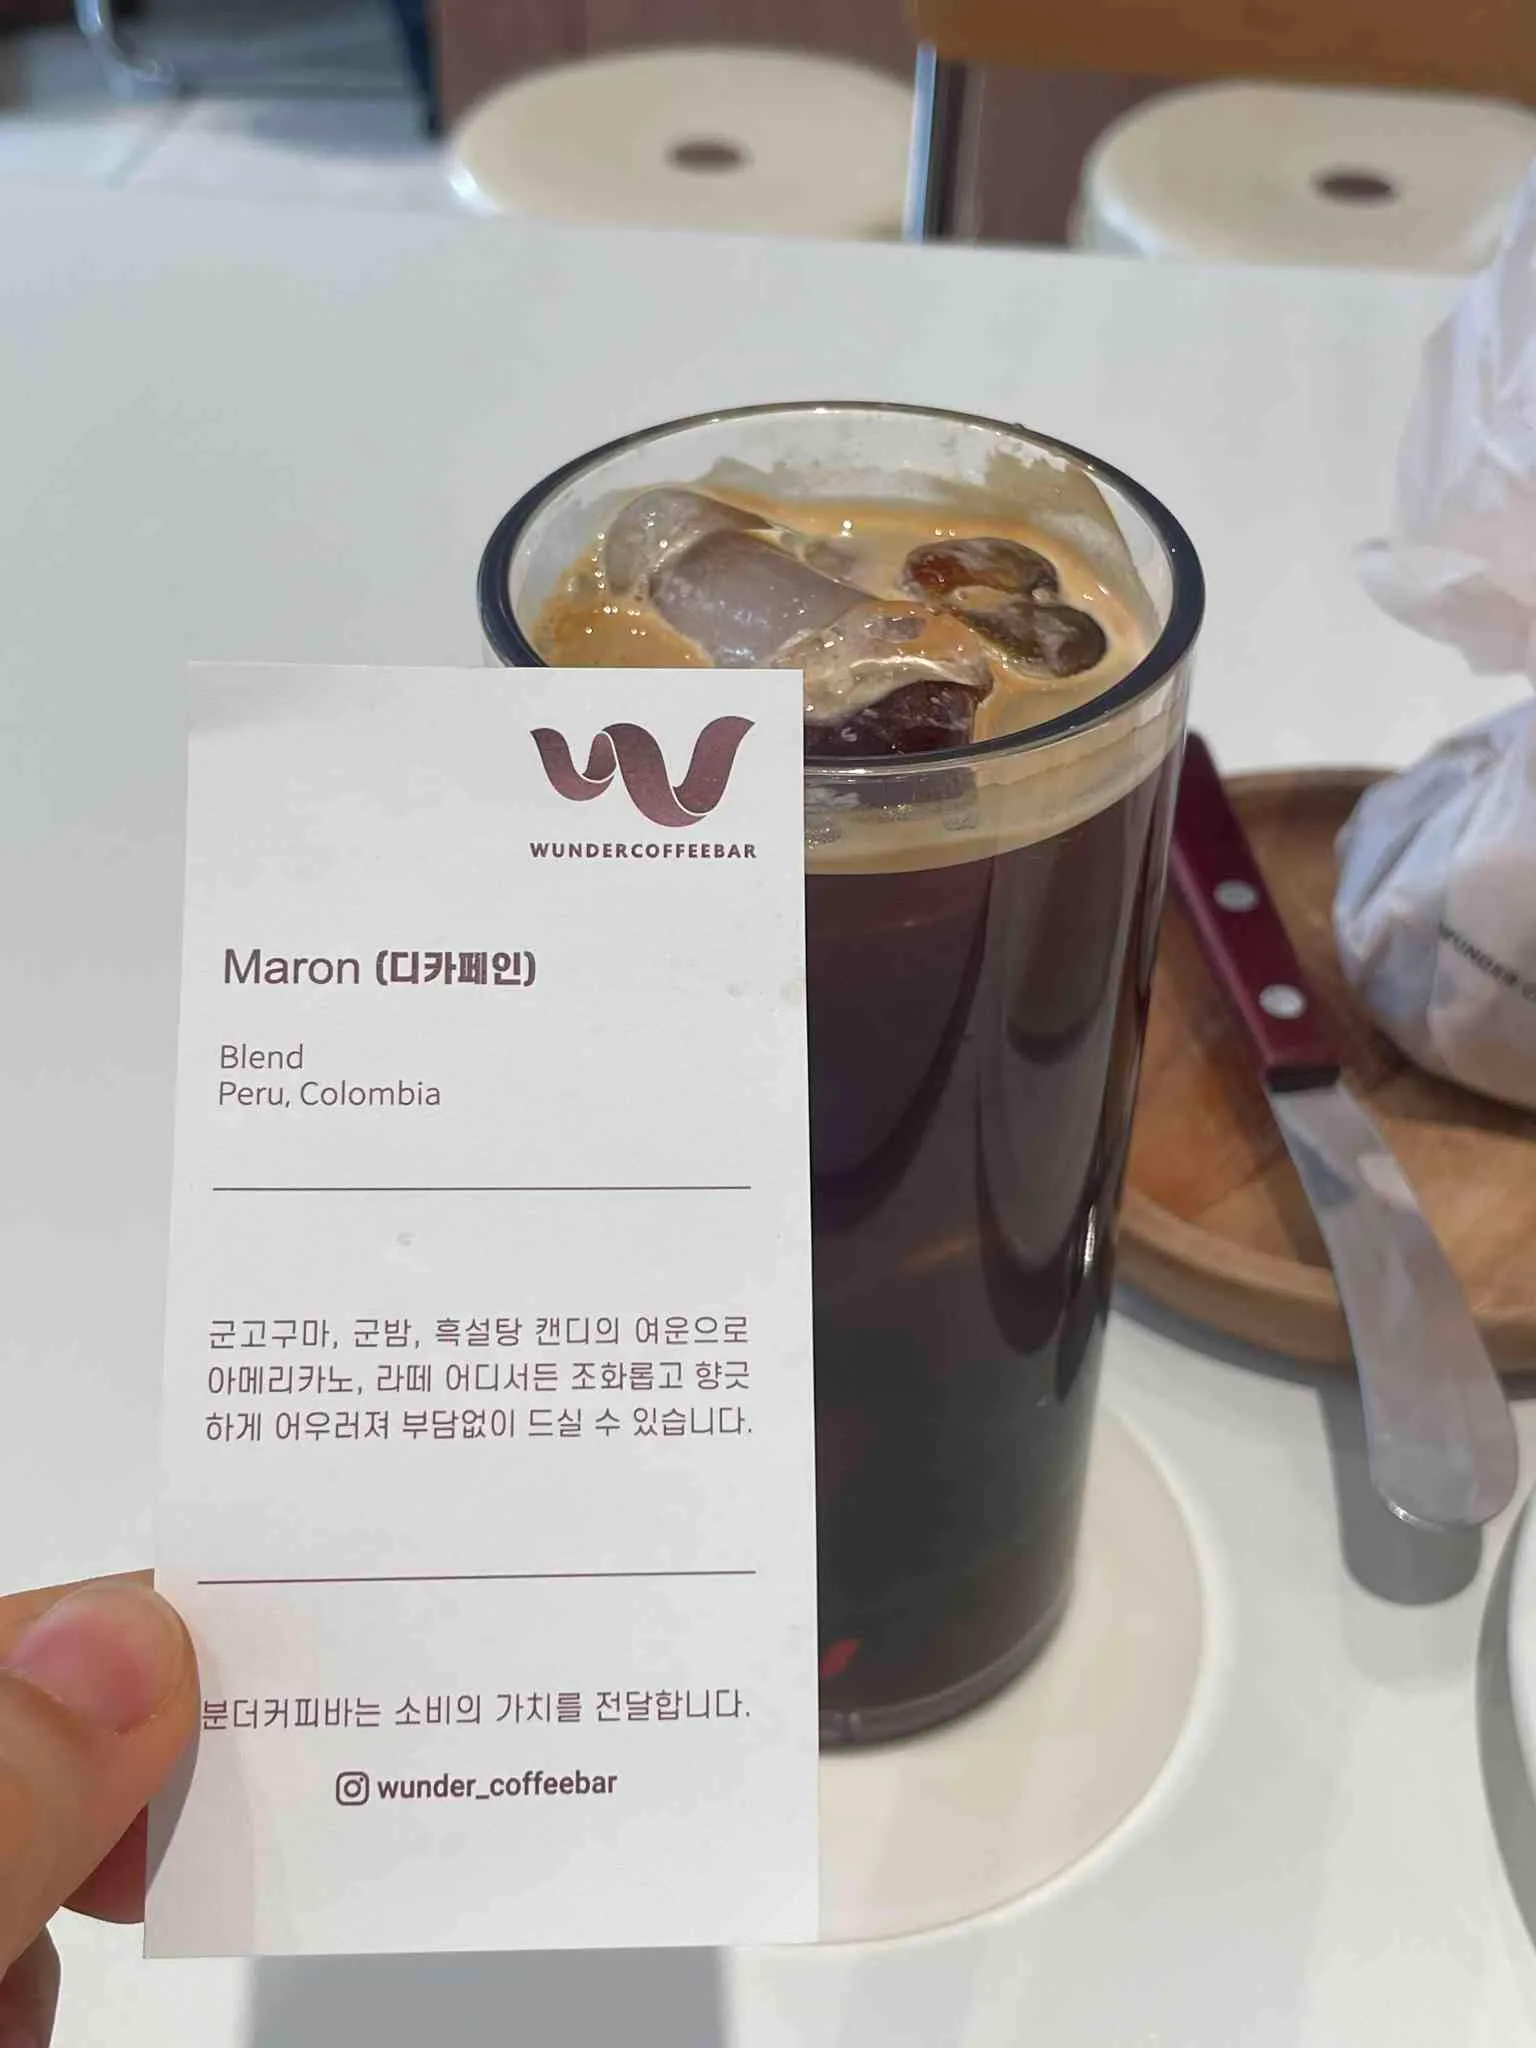 WUNDERCOFFEEBAR
Maron (디카페인)
Blend
Peru, Colombia
군고구마, 군밤, 흑설탕 캔디의 여운으로
아메리카노, 라떼 어디서든 조화롭고 향긋
하게 어우러져 부담없이 드실 수 있습니다.
분더커피바는 소비의 가치를 전달합니다.
wunder_coffeebar
WUNDER